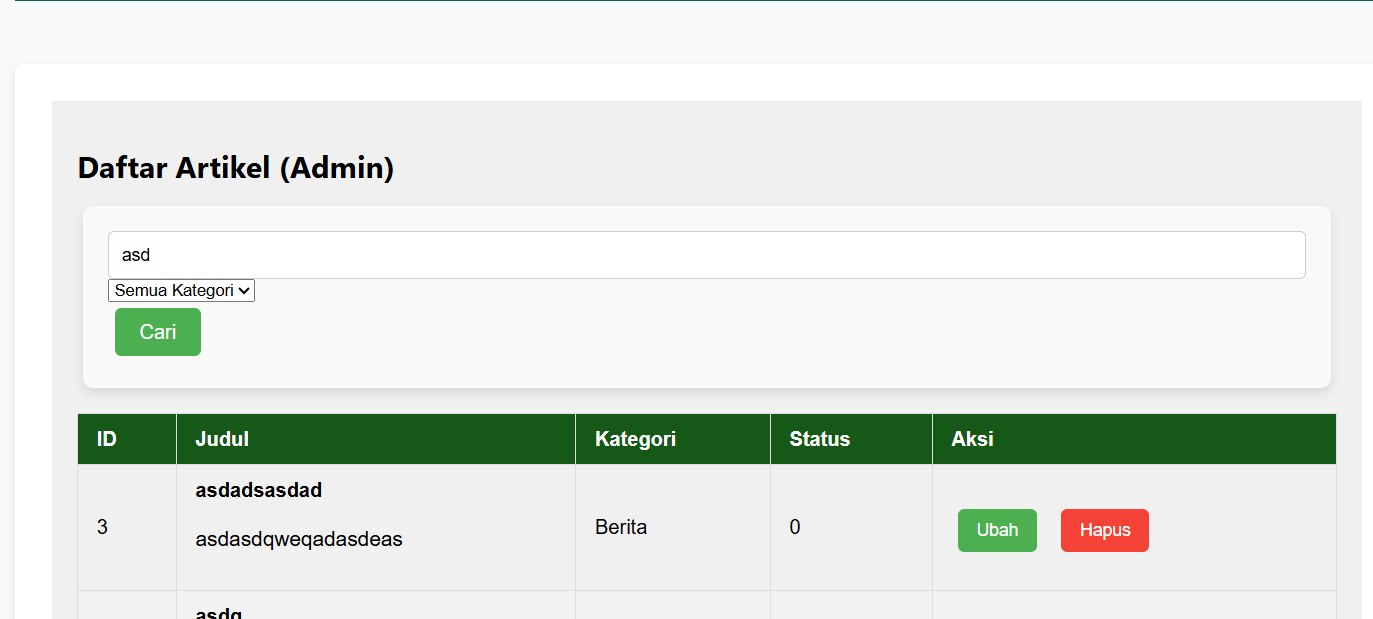 Daftar Artikel (Admin)
asd
Semua Kategori
Cari
ID Judul Kategori Status Aksi
asdadsasdad
3 Berita 0 Ubah Hapus
asdasdqweqadasdeas